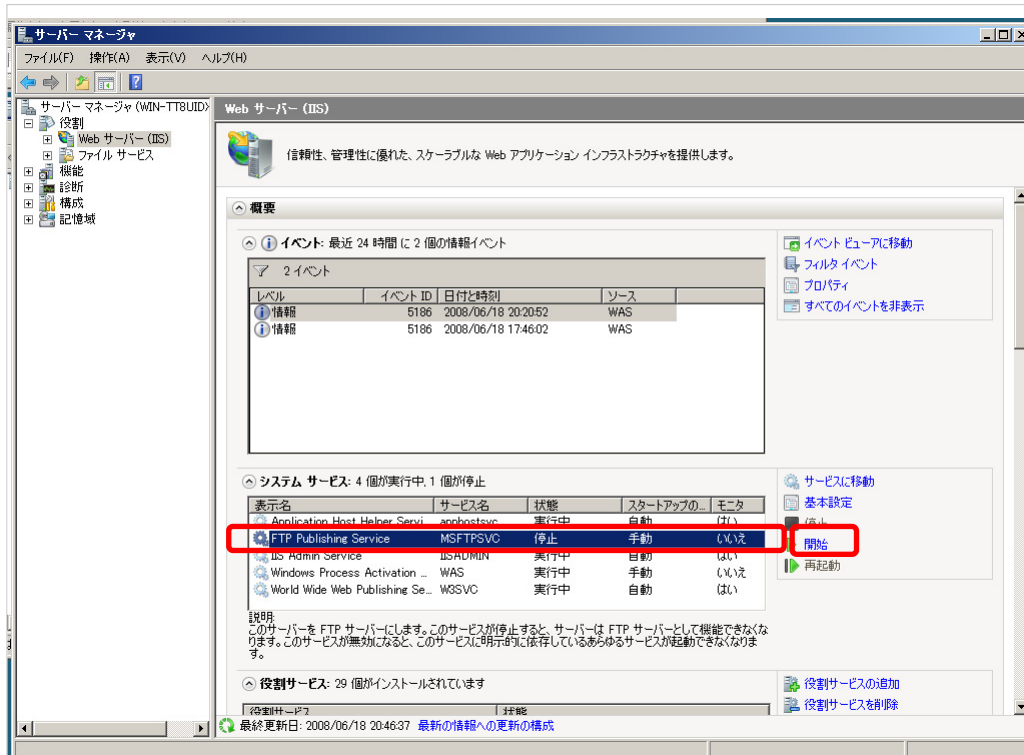 サーバー マネージャ
ファイル(F) 操作(A) 表示(V) ヘルプ(H)
サーバー マネージャ (WIN-TT8UID
役割
Web サーバー (IIS)
ファイル サービス
機能
診断
構成
記憶域
Web サーバー (IIS)
信頼性、管理性に優れた、スケーラブルな Web アプリケーション インフラストラクチャを提供します。
概要
イベント: 最近 24 時間 に 2 個の情報イベント
2 イベント
レベル イベント ID 日付と時刻 ソース
情報 5186 2008/06/18 20:20:52 WAS
情報 5186 2008/06/18 17:46:02 WAS
イベント ビューアに移動
フィルタ イベント
プロパティ
すべてのイベントを非表示
システム サービス: 4 個が実行中, 1 個が停止
表示名 サービス名 状態 スタートアップの... モニタ
Application Host Helper Servi... apphostsvc 実行中 自動 はい
FTP Publishing Service MSFTPSVC 停止 手動 いいえ
IIS Admin Service IISADMIN 実行中 自動 はい
Windows Process Activation ... WAS 実行中 手動 いいえ
World Wide Web Publishing Se... W3SVC 実行中 自動 はい
説明:
このサーバーを FTP サーバーにします。このサービスが停止すると、サーバーは FTP サーバーとして機能できなくな
ります。このサービスが無効になると、このサービスに明示的に依存しているあらゆるサービスが起動できなくなりま
す。
サービスに移動
基本設定
停止
開始
再起動
役割サービス: 29 個がインストールされています
役割サービス 状態
役割サービスの追加
役割サービスを削除
最終更新日: 2008/06/18 20:46:37 最新の情報への更新の構成